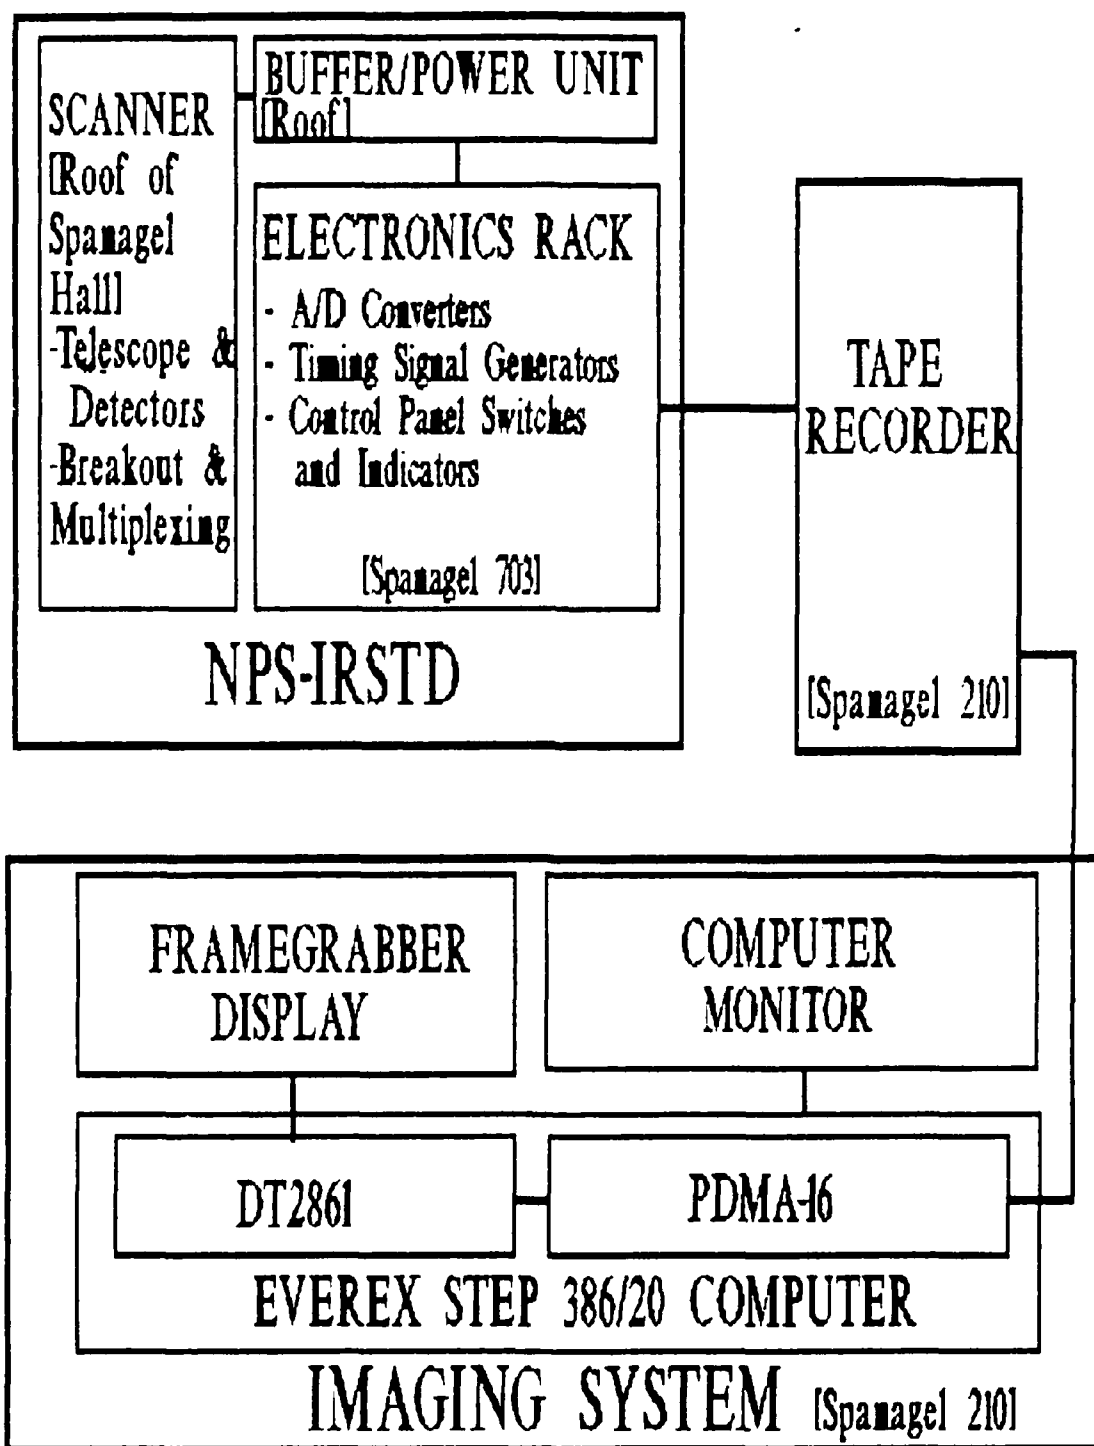 SCANNER
[Roof of
Spanagel
Hall]
-Telescope &
Detectors
-Breakout &
Multiplexing
BUFFER/POWER UNIT
[Roof]
ELECTRONICS RACK
- A/D Converters
- Timing Signal Generators
- Control Panel Switches
and Indicators
[Spanagel 703]
NPS-IRSTD
TAPE
RECORDER
[Spanagel 210]
FRAMEGRABBER
DISPLAY
COMPUTER
MONITOR
DT2861
PDMA-16
EVEREX STEP 386/20 COMPUTER
IMAGING SYSTEM [Spanagel 210]